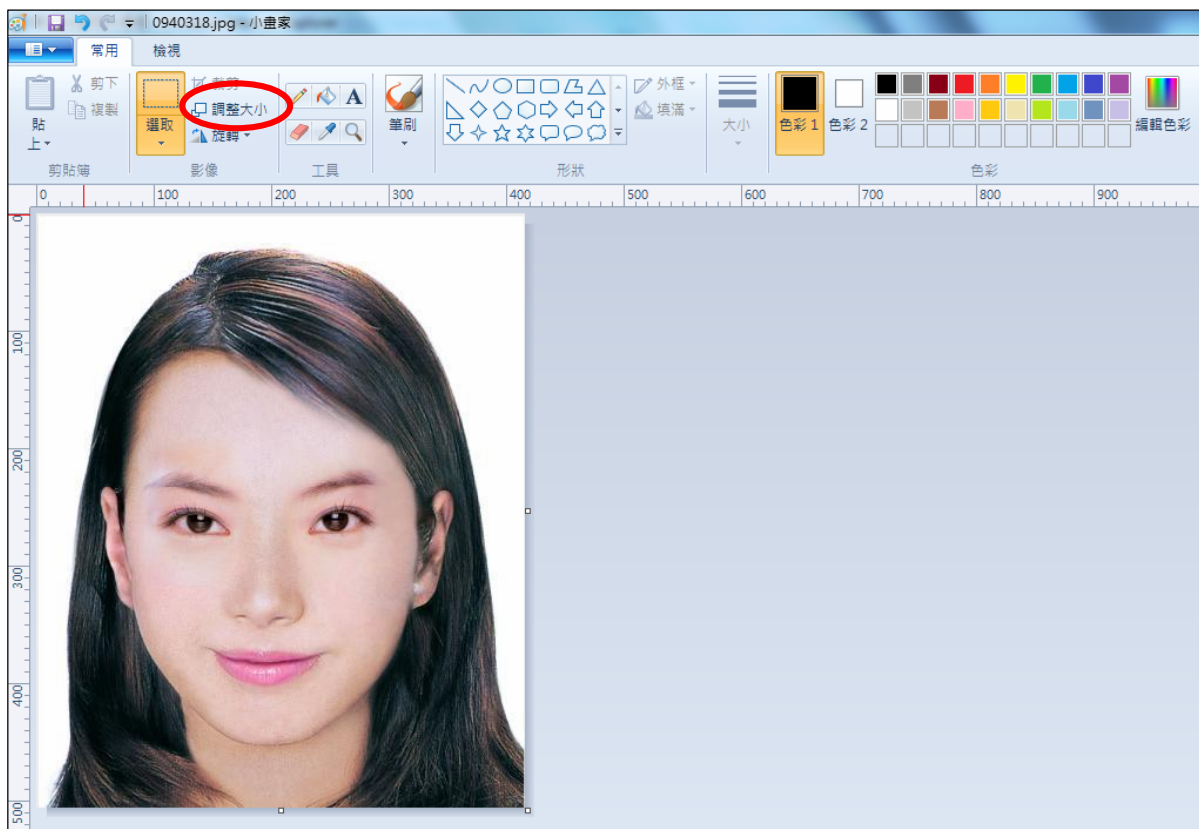 0940318.jpg - 小畫家
常用 檢視
剪下 裁剪 外框
複製 調整大小 A 填滿
貼上 選取 旋轉 筆刷 大小 色彩 1 色彩 2 編輯色彩
剪貼簿 影像 工具 形狀 色彩
0 100 200 300 400 500 600 700 800 900
0
100
200
300
400
500